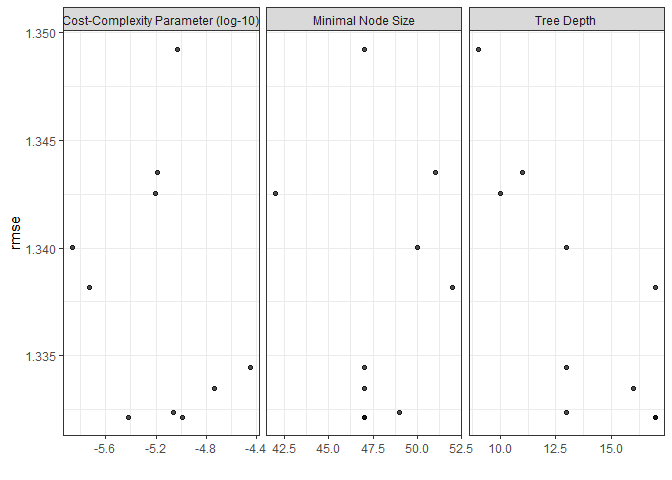 Cost-Complexity Parameter (log-10) Minimal Node Size Tree Depth
1.350
1.345
1.340
1.335
rmse
-5.6 -5.2 -4.8 -4.4 42.5 45.0 47.5 50.0 52.5 10.0 12.5 15.0